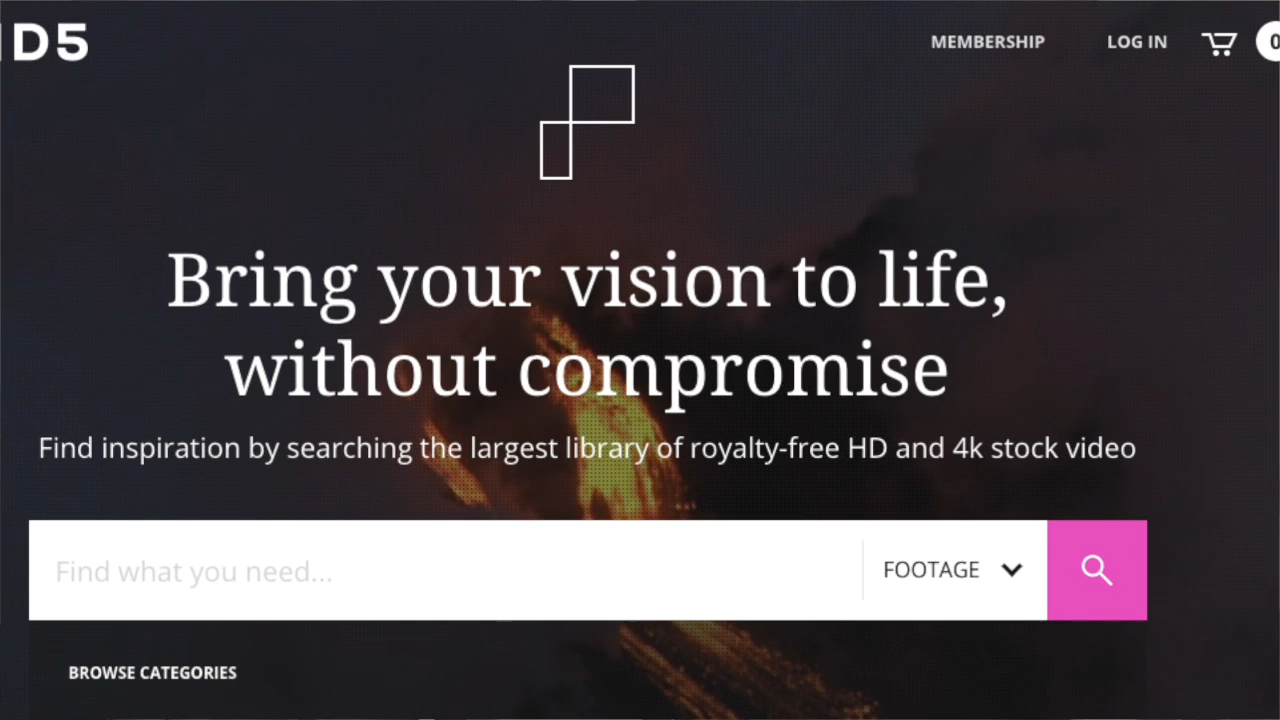 D5
MEMBERSHIP
LOG IN
0
Bring your vision to life,
without compromise
Find inspiration by searching the largest library of royalty-free HD and 4k stock video
Find what you need...
FOOTAGE
BROWSE CATEGORIES